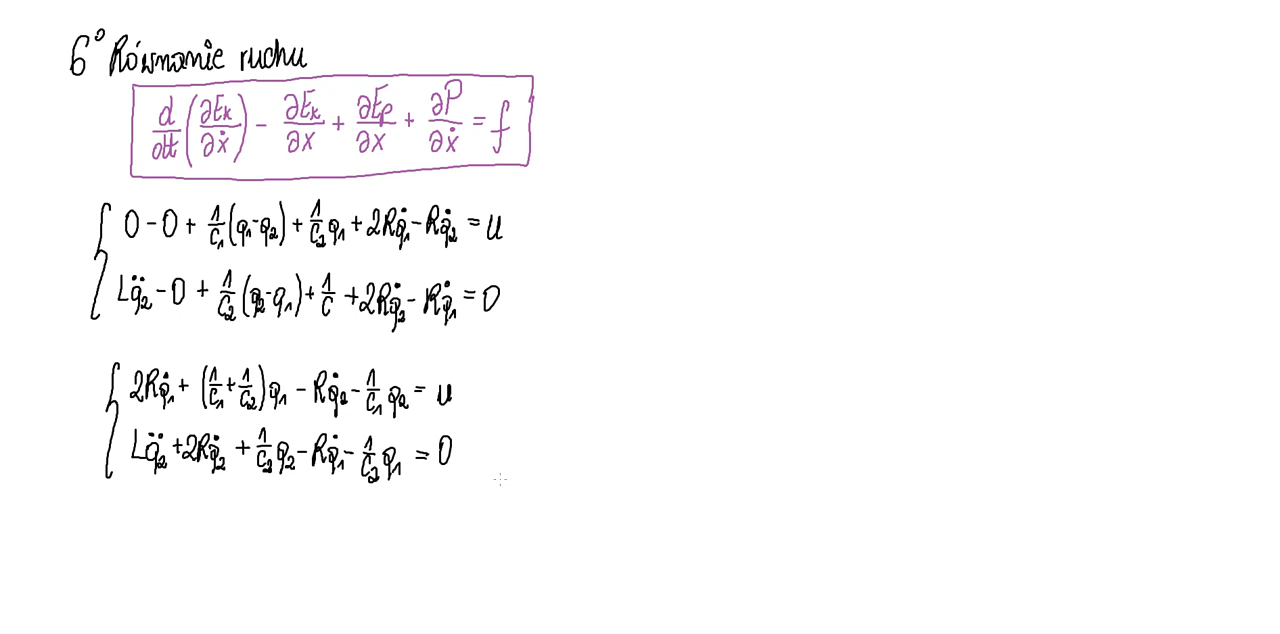 6° Równanie ruchu
d/dt (∂Ek/∂ẋ) - ∂Ek/∂x + ∂Ep/∂x + ∂P/∂ẋ = f
0 - 0 + 1/C₁ (q₁-q₂) + 1/C₂ q₁ + 2Rq̇₁ - Rq̇₂ = u
Lq̈₂ - 0 + 1/C₂ (q₂-q₁) + 1/C + 2Rq̇₂ - Rq̇₁ = 0
2Rq̇₁ + (1/C₁ + 1/C₂) q₁ - Rq̇₂ - 1/C₁ q₂ = u
Lq̈₂ + 2Rq̇₂ + 1/C₂ q₂ - Rq̇₁ - 1/C₂ q₁ = 0